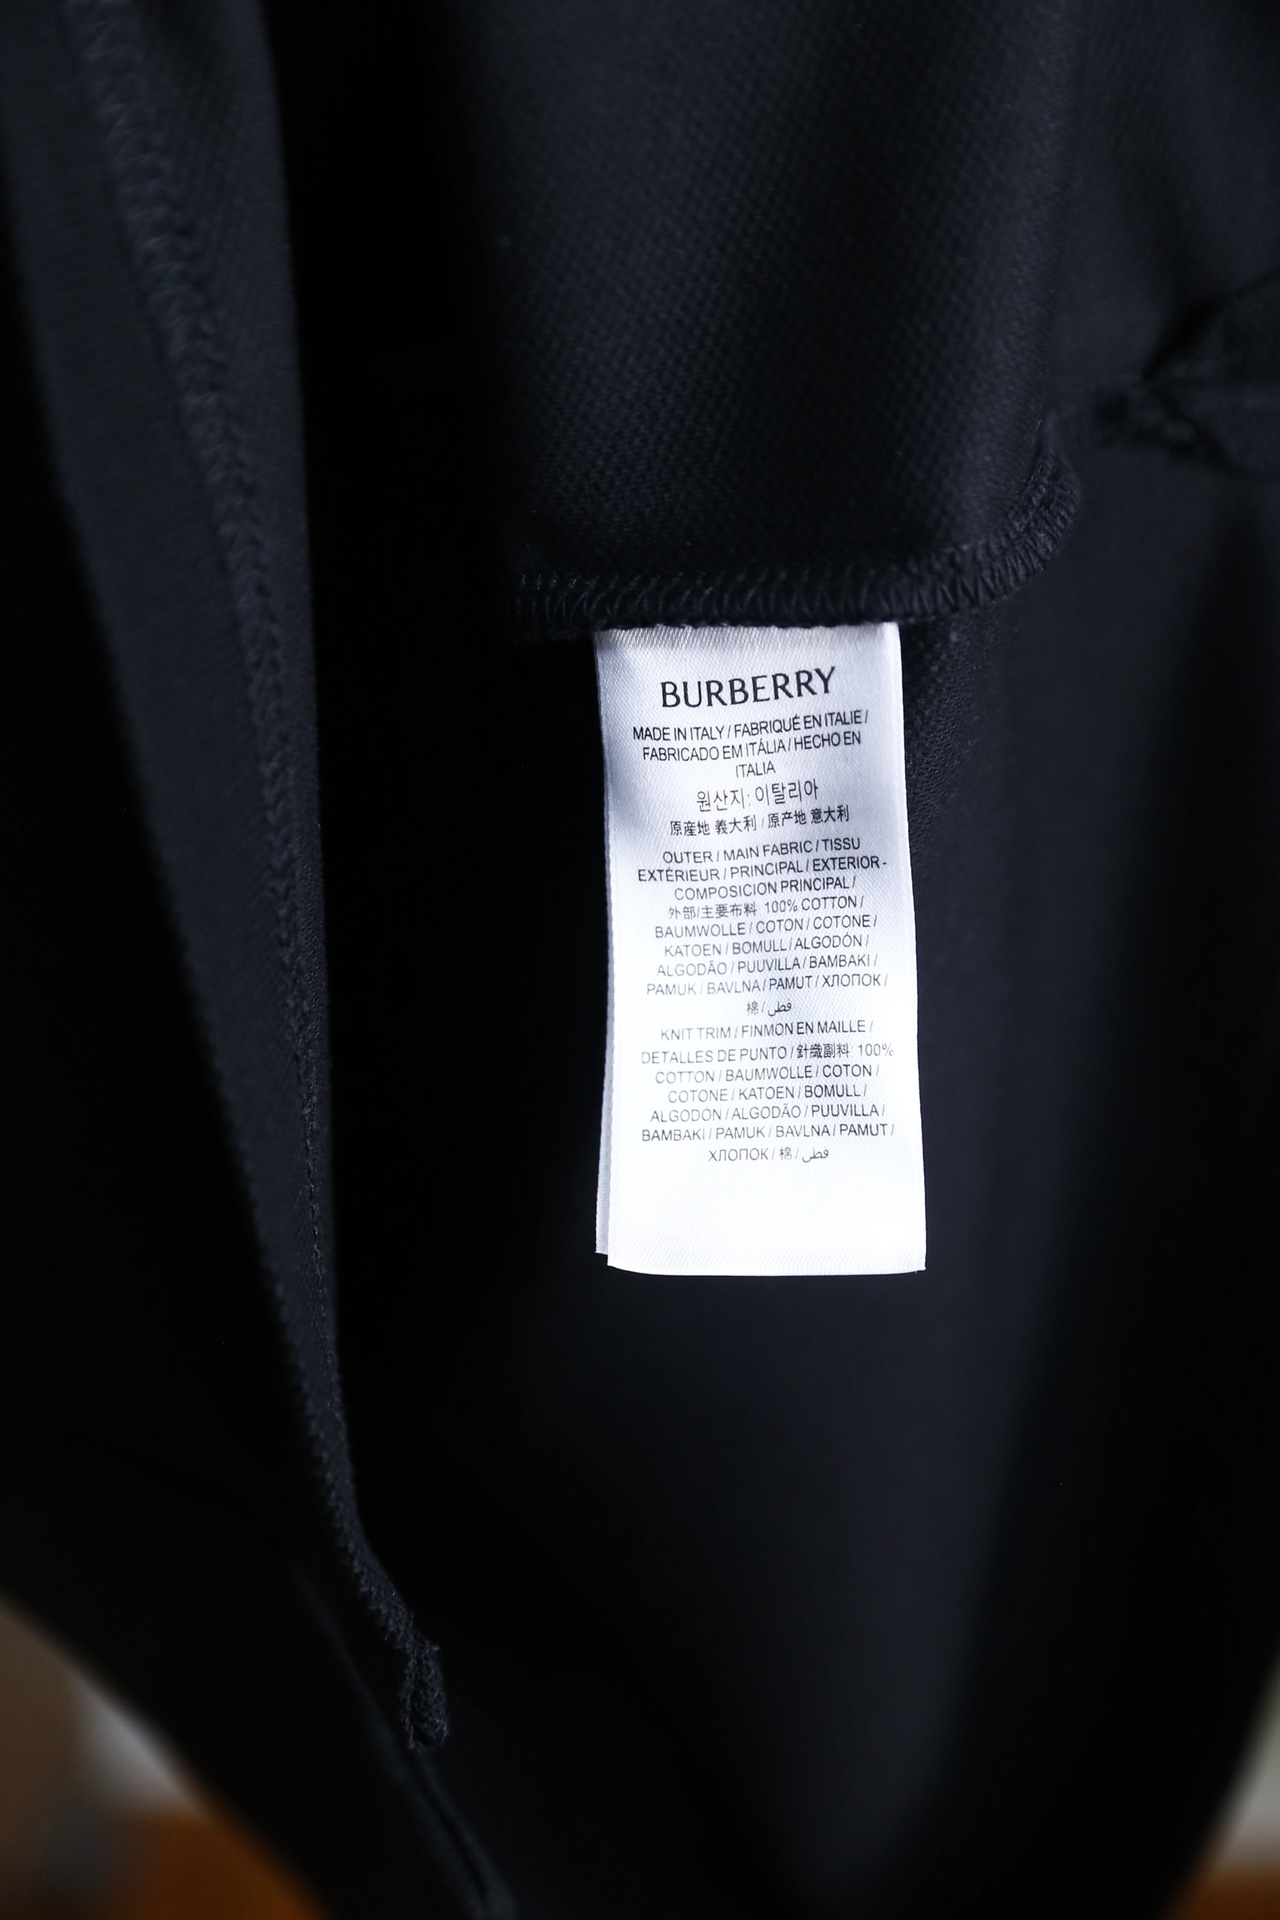 BURBERRY
MADE IN ITALY / FABRIQUÉ EN ITALIE /
FABRICADO EM ITÁLIA / HECHO EN
ITALIA
원산지: 이탈리아
原産地 義大利 / 原产地 意大利
OUTER / MAIN FABRIC / TISSU
EXTÉRIEUR / PRINCIPAL / EXTERIOR -
COMPOSICION PRINCIPAL /
外部/主要布料 100% COTTON /
BAUMWOLLE / COTON / COTONE /
KATOEN / BOMULL / ALGODÓN /
ALGODÃO / PUUVILLA / BAMBAKI /
PAMUK / BAVLNA / PAMUT / ХЛОПОК /
棉 / قطن
KNIT TRIM / FINMON EN MAILLE /
DETALLES DE PUNTO / 針織副料: 100%
COTTON / BAUMWOLLE / COTON /
COTONE / KATOEN / BOMULL /
ALGODÓN / ALGODÃO / PUUVILLA /
BAMBAKI / PAMUK / BAVLNA / PAMUT /
ХЛОПОК / 棉 / قطن